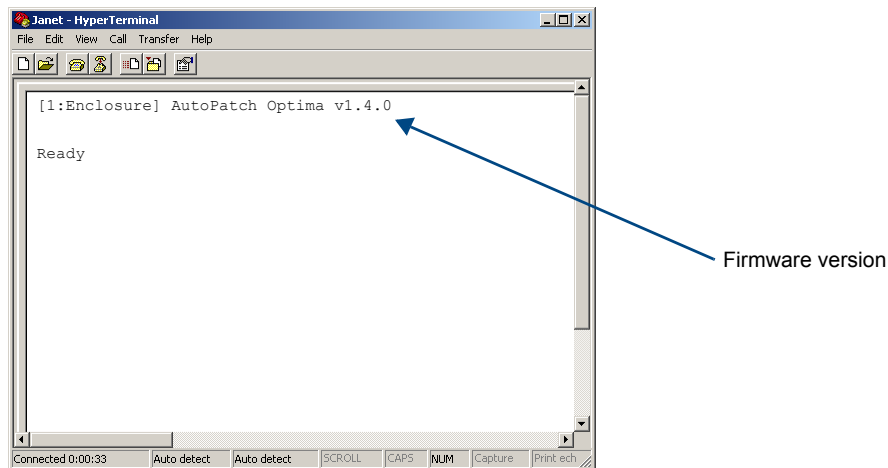 Janet - HyperTerminal
File Edit View Call Transfer Help
[1:Enclosure] AutoPatch Optima v1.4.0
Ready
Firmware version
Connected 0:00:33 Auto detect Auto detect SCROLL CAPS NUM Capture Print ech